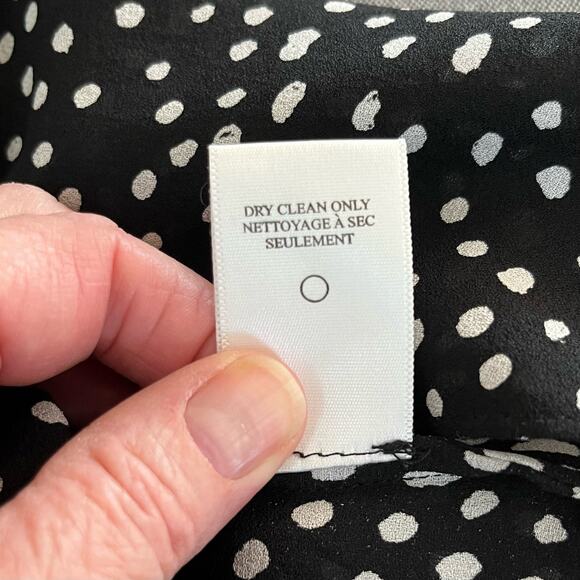 DRY CLEAN ONLY
NETTOYAGE À SEC
SEULEMENT